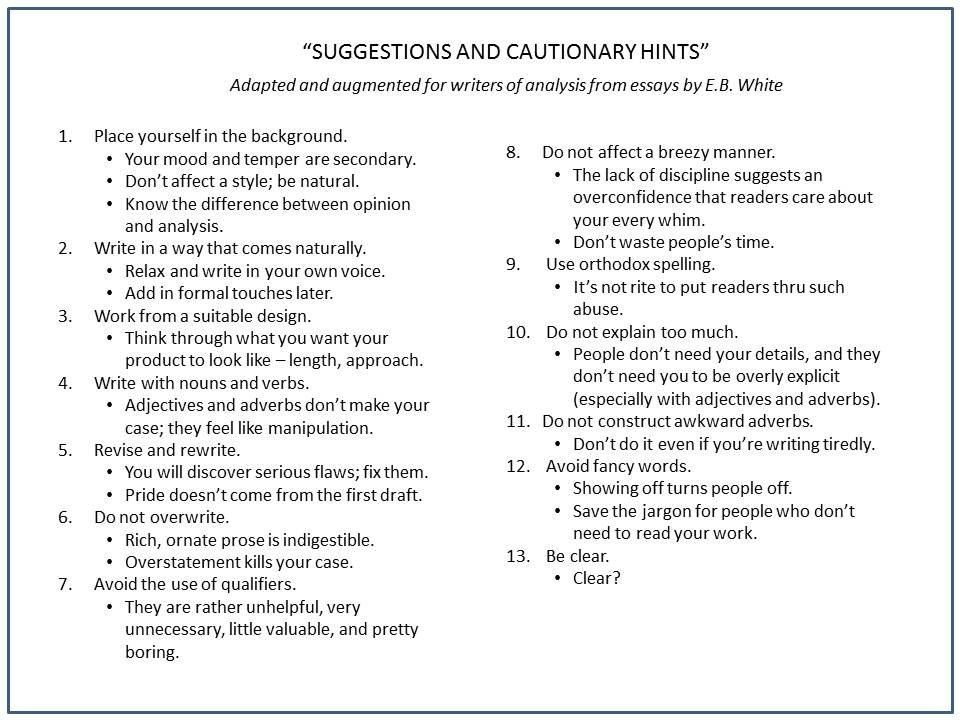 “SUGGESTIONS AND CAUTIONARY HINTS”
Adapted and augmented for writers of analysis from essays by E.B. White
1. Place yourself in the background.
• Your mood and temper are secondary.
• Don’t affect a style; be natural.
• Know the difference between opinion
and analysis.
2. Write in a way that comes naturally.
• Relax and write in your own voice.
• Add in formal touches later.
3. Work from a suitable design.
• Think through what you want your
product to look like – length, approach.
4. Write with nouns and verbs.
• Adjectives and adverbs don’t make your
case; they feel like manipulation.
5. Revise and rewrite.
• You will discover serious flaws; fix them.
• Pride doesn’t come from the first draft.
6. Do not overwrite.
• Rich, ornate prose is indigestible.
• Overstatement kills your case.
7. Avoid the use of qualifiers.
• They are rather unhelpful, very
unnecessary, little valuable, and pretty
boring.
8. Do not affect a breezy manner.
• The lack of discipline suggests an
overconfidence that readers care about
your every whim.
• Don’t waste people’s time.
9. Use orthodox spelling.
• It’s not rite to put readers thru such
abuse.
10. Do not explain too much.
• People don’t need your details, and they
don’t need you to be overly explicit
(especially with adjectives and adverbs).
11. Do not construct awkward adverbs.
• Don’t do it even if you’re writing tiredly.
12. Avoid fancy words.
• Showing off turns people off.
• Save the jargon for people who don’t
need to read your work.
13. Be clear.
• Clear?